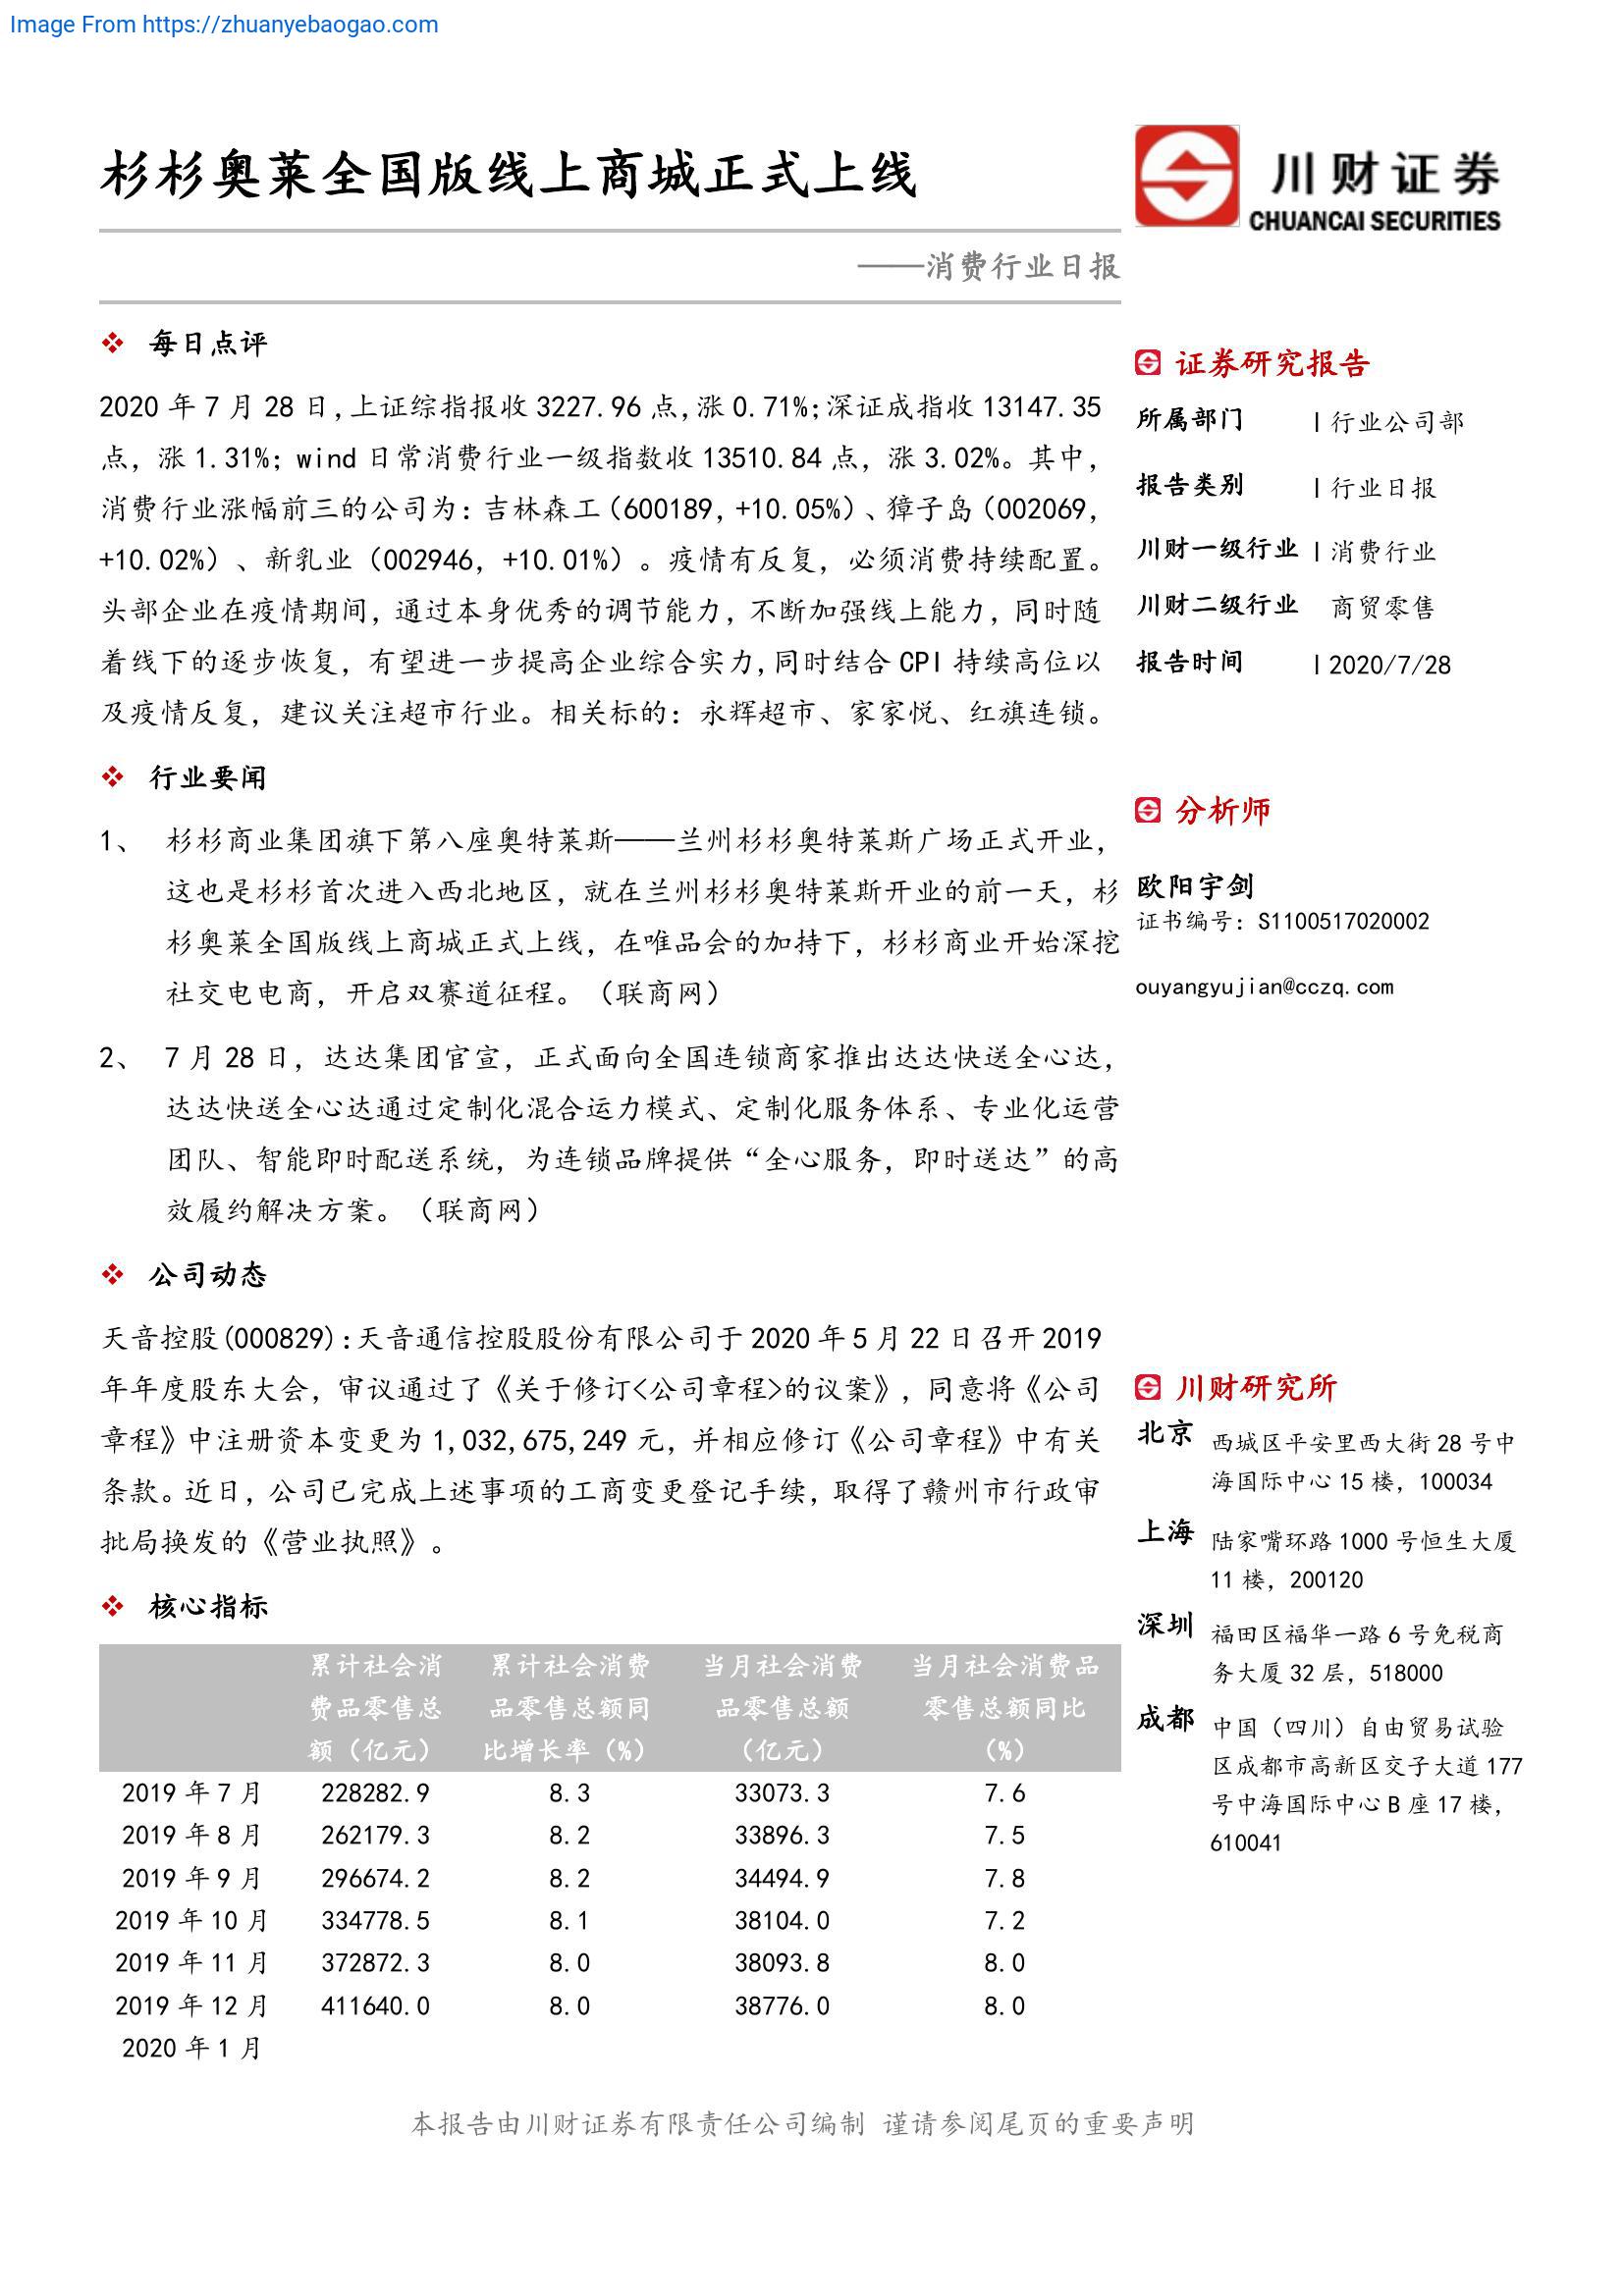 Image From https://zhuanyebaogao.com
杉杉奥莱全国版线上商城正式上线
川财证券
CHUANCAI SECURITIES
——消费行业日报
每日点评
2020 年 7 月 28 日,上证综指报收 3227.96 点,涨 0.71%;深证成指收 13147.35
点，涨 1.31%；wind 日常消费行业一级指数收 13510.84 点，涨 3.02%。其中，
消费行业涨幅前三的公司为：吉林森工（600189，+10.05%）、獐子岛（002069，
+10.02%）、新乳业（002946，+10.01%）。疫情有反复，必须消费持续配置。
头部企业在疫情期间，通过本身优秀的调节能力，不断加强线上能力，同时随
着线下的逐步恢复，有望进一步提高企业综合实力,同时结合 CPI 持续高位以
及疫情反复，建议关注超市行业。相关标的：永辉超市、家家悦、红旗连锁。
行业要闻
1、 杉杉商业集团旗下第八座奥特莱斯——兰州杉杉奥特莱斯广场正式开业，
这也是杉杉首次进入西北地区，就在兰州杉杉奥特莱斯开业的前一天，杉
杉奥莱全国版线上商城正式上线，在唯品会的加持下，杉杉商业开始深挖
社交电电商，开启双赛道征程。（联商网）
2、 7 月 28 日，达达集团官宣，正式面向全国连锁商家推出达达快送全心达，
达达快送全心达通过定制化混合运力模式、定制化服务体系、专业化运营
团队、智能即时配送系统，为连锁品牌提供“全心服务，即时送达”的高
效履约解决方案。（联商网）
公司动态
天音控股(000829):天音通信控股股份有限公司于 2020 年 5 月 22 日召开 2019
年年度股东大会，审议通过了《关于修订<公司章程>的议案》，同意将《公司
章程》中注册资本变更为 1,032,675,249 元，并相应修订《公司章程》中有关
条款。近日，公司已完成上述事项的工商变更登记手续，取得了赣州市行政审
批局换发的《营业执照》。
核心指标
累计社会消 累计社会消费 当月社会消费 当月社会消费品
费品零售总 品零售总额同 品零售总额 零售总额同比
额（亿元） 比增长率（%） （亿元） （%）
2019 年 7 月 228282.9 8.3 33073.3 7.6
2019 年 8 月 262179.3 8.2 33896.3 7.5
2019 年 9 月 296674.2 8.2 34494.9 7.8
2019 年 10 月 334778.5 8.1 38104.0 7.2
2019 年 11 月 372872.3 8.0 38093.8 8.0
2019 年 12 月 411640.0 8.0 38776.0 8.0
2020 年 1 月
证券研究报告
所属部门 | 行业公司部
报告类别 | 行业日报
川财一级行业 | 消费行业
川财二级行业 商贸零售
报告时间 | 2020/7/28
分析师
欧阳宇剑
证书编号：S1100517020002
ouyangyujian@cczq.com
川财研究所
北京 西城区平安里西大街 28 号中
海国际中心 15 楼，100034
上海 陆家嘴环路 1000 号恒生大厦
11 楼，200120
深圳 福田区福华一路 6 号免税商
务大厦 32 层，518000
成都 中国（四川）自由贸易试验
区成都市高新区交子大道 177
号中海国际中心 B 座 17 楼，
610041
本报告由川财证券有限责任公司编制 谨请参阅尾页的重要声明